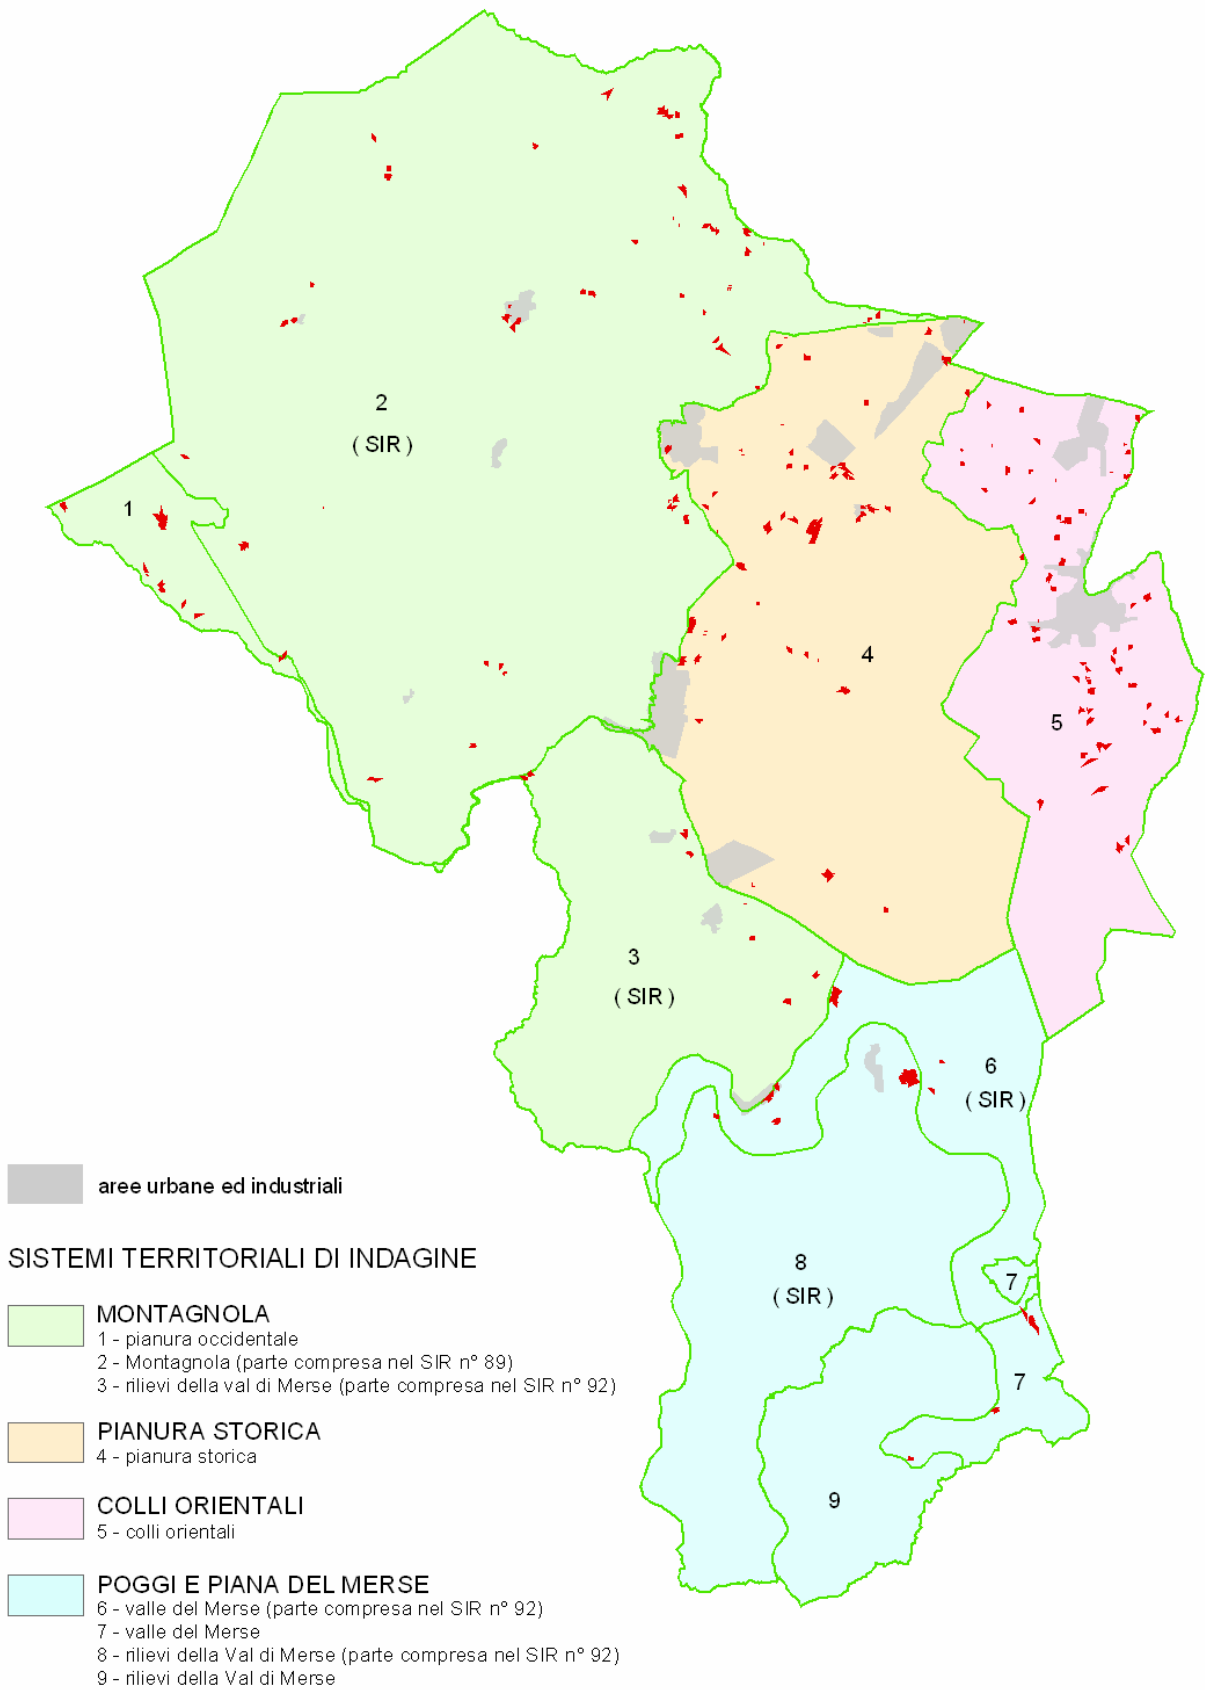 2
( SIR )
1
4
5
3
( SIR )
6
( SIR )
8
( SIR )
7
7
9
aree urbane ed industriali
SISTEMI TERRITORIALI DI INDAGINE
MONTAGNOLA
1 - pianura occidentale
2 - Montagnola (parte compresa nel SIR n° 89)
3 - rilievi della val di Merse (parte compresa nel SIR n° 92)
PIANURA STORICA
4 - pianura storica
COLLI ORIENTALI
5 - colli orientali
POGGI E PIANA DEL MERSE
6 - valle del Merse (parte compresa nel SIR n° 92)
7 - valle del Merse
8 - rilievi della Val di Merse (parte compresa nel SIR n° 92)
9 - rilievi della Val di Merse